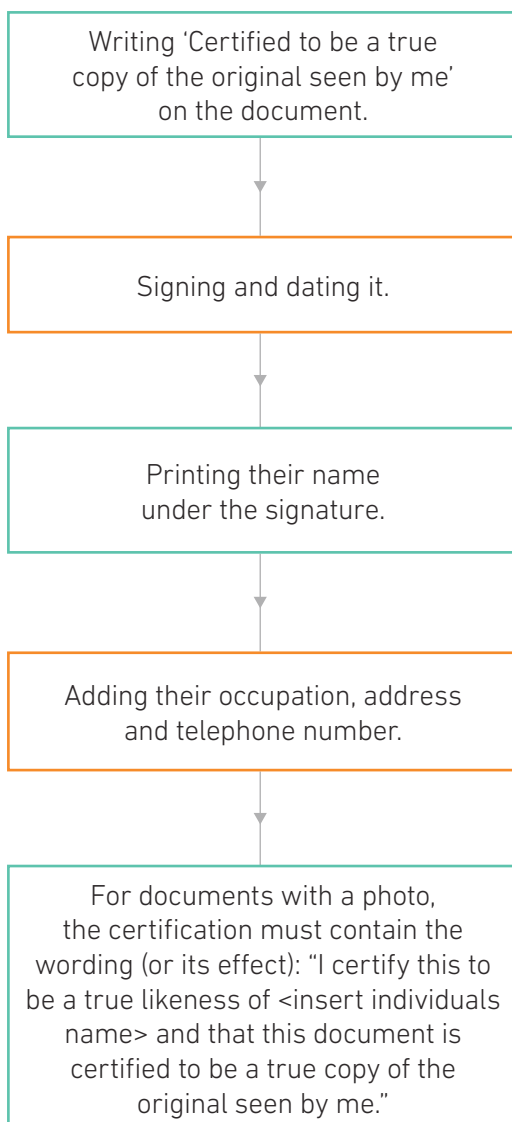 Writing ‘Certified to be a true
copy of the original seen by me’
on the document.
Signing and dating it.
Printing their name
under the signature.
Adding their occupation, address
and telephone number.
For documents with a photo,
the certification must contain the
wording (or its effect): “I certify this to
be a true likeness of <insert individuals
name> and that this document is
certified to be a true copy of the
original seen by me.”